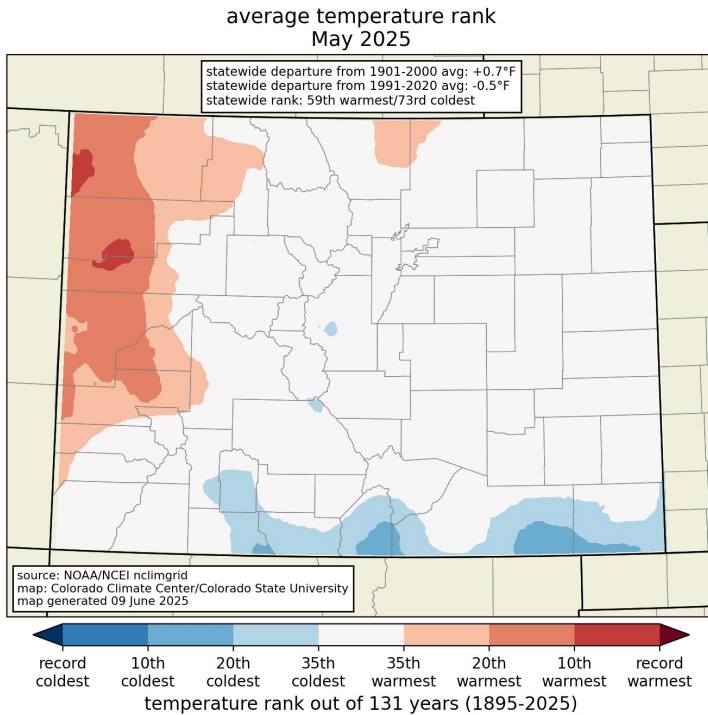 average temperature rank
May 2025
statewide departure from 1901-2000 avg: +0.7°F
statewide departure from 1991-2020 avg: -0.5°F
statewide rank: 59th warmest/73rd coldest
source: NOAA/NCEI nclimgrid
map: Colorado Climate Center/Colorado State University
map generated 09 June 2025
record coldest
10th coldest
20th coldest
35th coldest
35th warmest
20th warmest
10th warmest
record warmest
temperature rank out of 131 years (1895-2025)